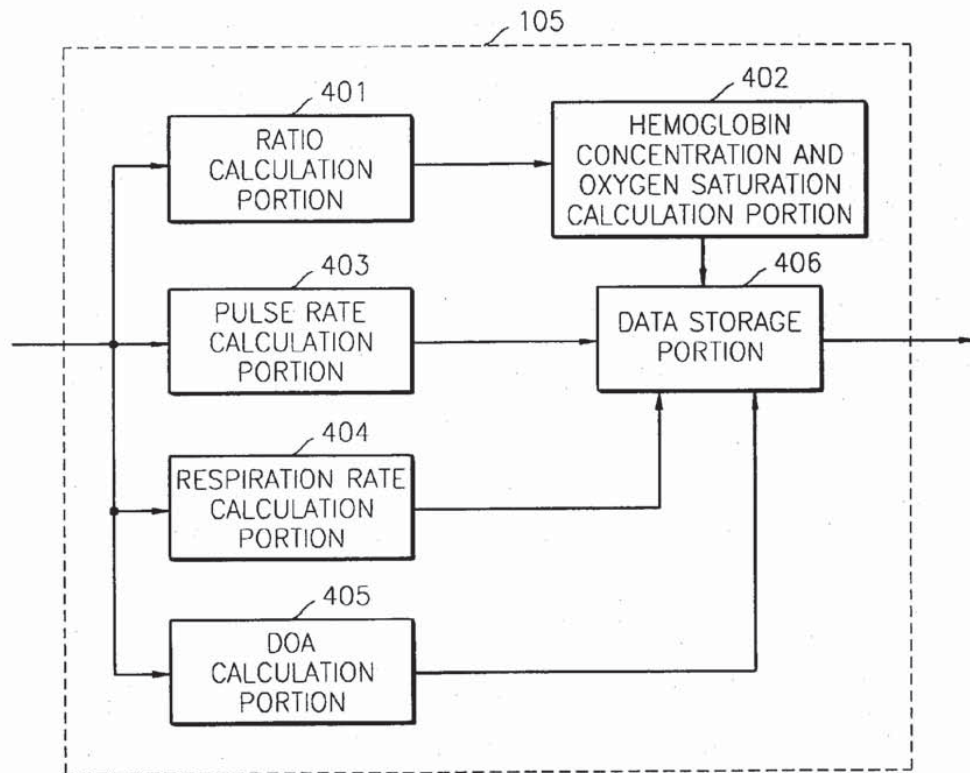 105
401
RATIO
CALCULATION
PORTION
402
HEMOGLOBIN
CONCENTRATION AND
OXYGEN SATURATION
CALCULATION PORTION
403
PULSE RATE
CALCULATION
PORTION
406
DATA STORAGE
PORTION
404
RESPIRATION RATE
CALCULATION
PORTION
405
DOA
CALCULATION
PORTION